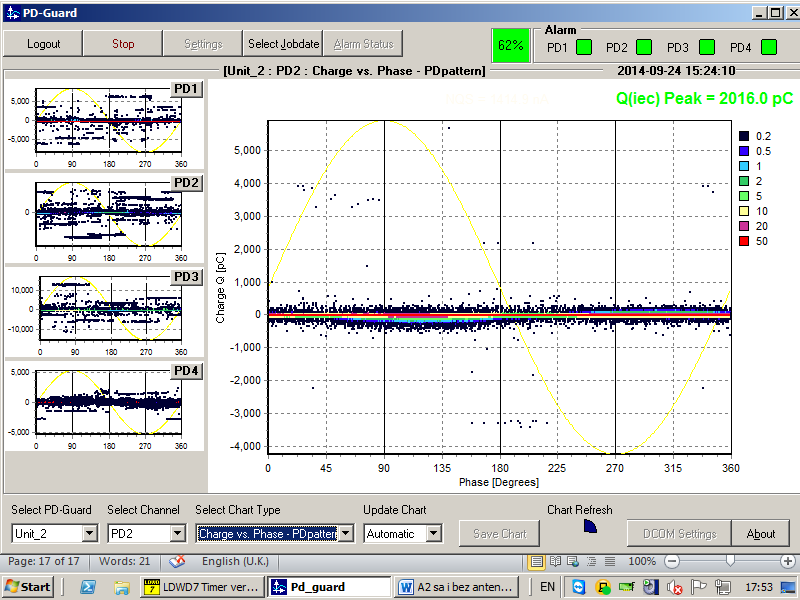 PD-Guard
Logout Stop Settings Select Jobdate Alarm Status 62% Alarm PD1 PD2 PD3 PD4
[Unit_2 : PD2 : Charge vs. Phase - PDpattern] 2014-09-24 15:24:10
Q(iec) Peak = 2016.0 pC
PD1
5,000
0
-5,000
0 90 180 270 360
PD2
0
0 90 180 270 360
PD3
10,000
0
-10,000
0 90 180 270 360
PD4
5,000
0
-5,000
0 90 180 270 360
Charge Q [pC]
5,000
4,000
3,000
2,000
1,000
0
-1,000
-2,000
-3,000
-4,000
0 45 90 135 180 225 270 315 360
Phase [Degrees]
0.2
0.5
1
2
5
10
20
50
Select PD-Guard Select Channel Select Chart Type Update Chart Chart Refresh
Unit_2 PD2 Charge vs. Phase - PDpattern Automatic Save Chart DCOM Settings About
Page: 17 of 17 Words: 21 English (U.K.) 100%
Start LDWD 7 LDWD7 Timer ver... Pd_guard A2 sa i bez anten... EN 17:53